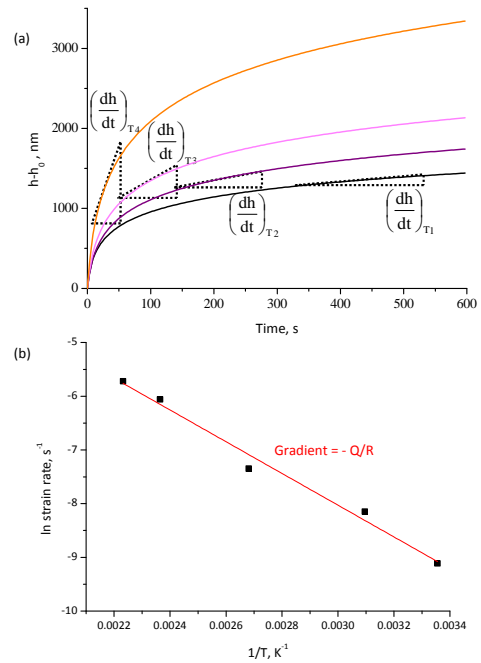 (a)
3000
2000
1000
0
h-h₀ , nm
(dh/dt)T4
(dh/dt)T3
(dh/dt)T2
(dh/dt)T1
0 100 200 300 400 500 600
Time, s
(b)
-5
-6
-7
-8
-9
-10
ln strain rate, s⁻¹
Gradient = - Q/R
0.0022 0.0024 0.0026 0.0028 0.0030 0.0032 0.0034
1/T, K⁻¹